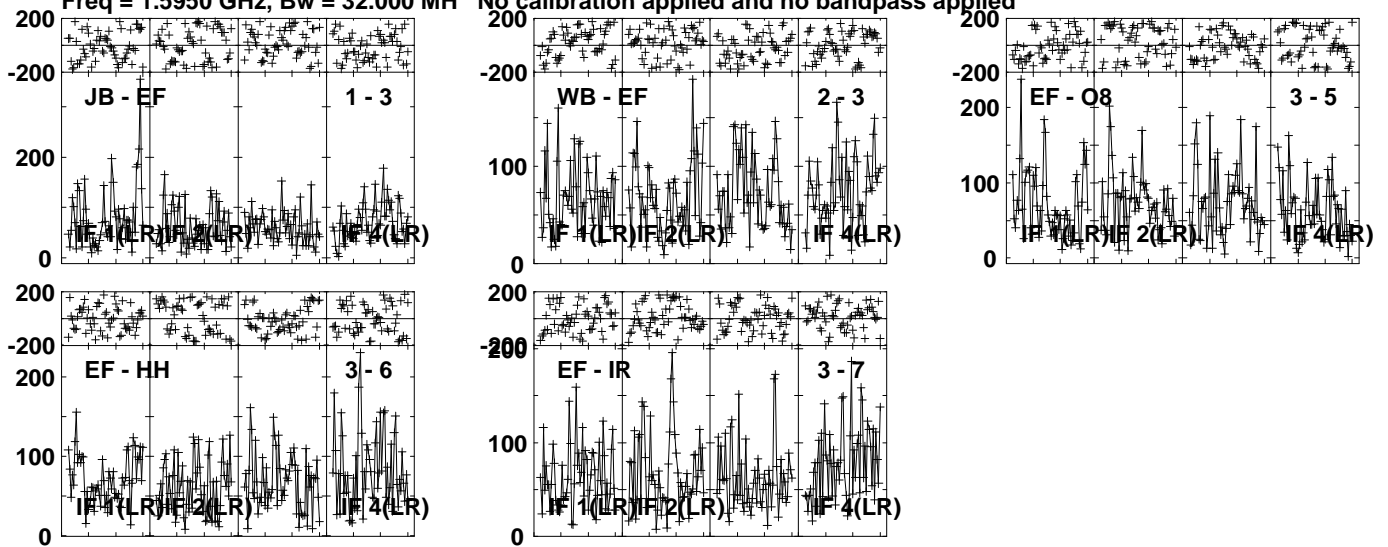 Freq = 1.5950 GHz, Bw = 32.000 MH No calibration applied and no bandpass applied
200
-200
JB - EF 1 - 3
200
0
IF 1(LR) IF 2(LR) IF 4(LR)
200
-200
WB - EF 2 - 3
100
0
IF 1(LR) IF 2(LR) IF 4(LR)
200
-200
EF - O8 3 - 5
200
100
0
IF 1(LR) IF 2(LR) IF 4(LR)
200
-200
EF - HH 3 - 6
200
100
0
IF 1(LR) IF 2(LR) IF 4(LR)
200
-200
200
EF - IR 3 - 7
100
0
IF 1(LR) IF 2(LR) IF 4(LR)